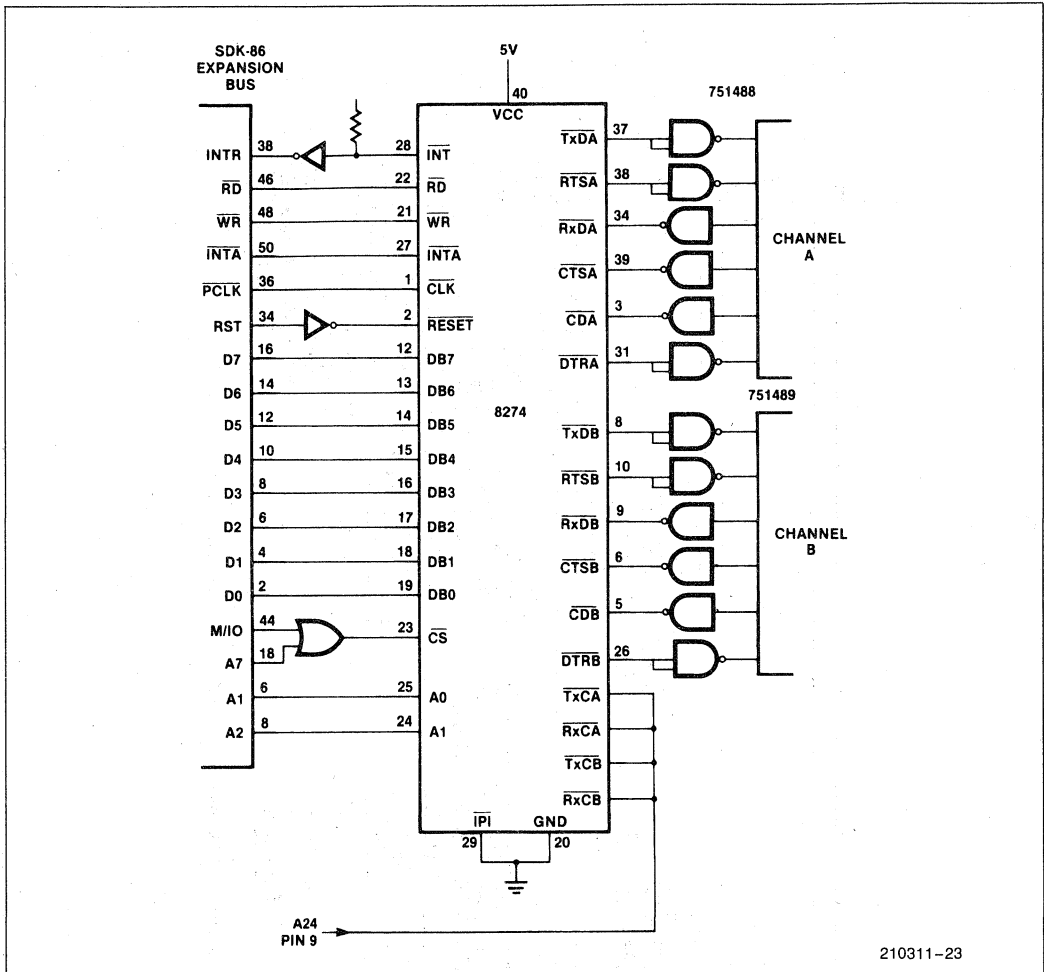 SDK-86
EXPANSION
BUS
5V
40
VCC
751488
INTR 38
28 INT
RD 46
22 RD
WR 48
21 WR
INTA 50
27 INTA
PCLK 36
1 CLK
RST 34
2 RESET
D7 16
12 DB7
D6 14
13 DB6
D5 12
14 DB5
D4 10
15 DB4
D3 8
16 DB3
D2 6
17 DB2
D1 4
18 DB1
D0 2
19 DB0
M/IO 44
A7 18
23 CS
A1 6
25 A0
A2 8
24 A1
8274
TxDA 37
RTSA 38
RxDA 34
CTSA 39
CDA 3
DTRA 31
CHANNEL
A
751489
TxDB 8
RTSB 10
RxDB 9
CTSB 6
CDB 5
DTRB 26
CHANNEL
B
TxCA
RxCA
TxCB
RxCB
IPI GND
29 20
A24
PIN 9
210311–23